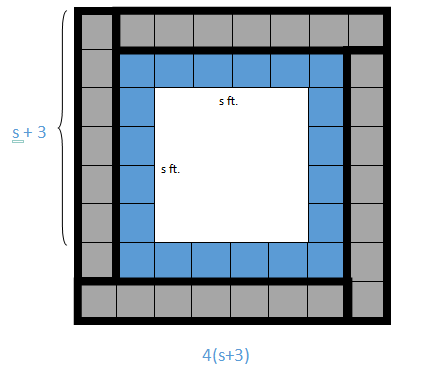 s ft.
s + 3
s ft.
4(s+3)